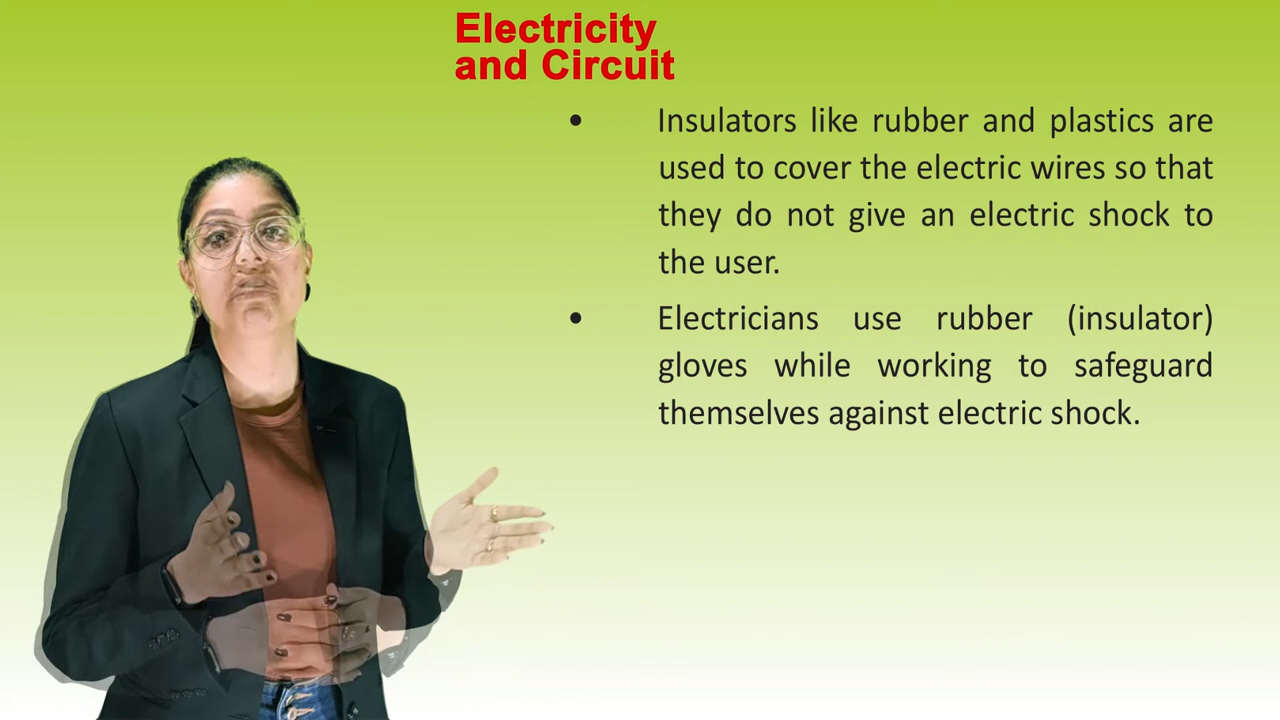 Electricity
and Circuit
• Insulators like rubber and plastics are
used to cover the electric wires so that
they do not give an electric shock to
the user.
• Electricians use rubber (insulator)
gloves while working to safeguard
themselves against electric shock.